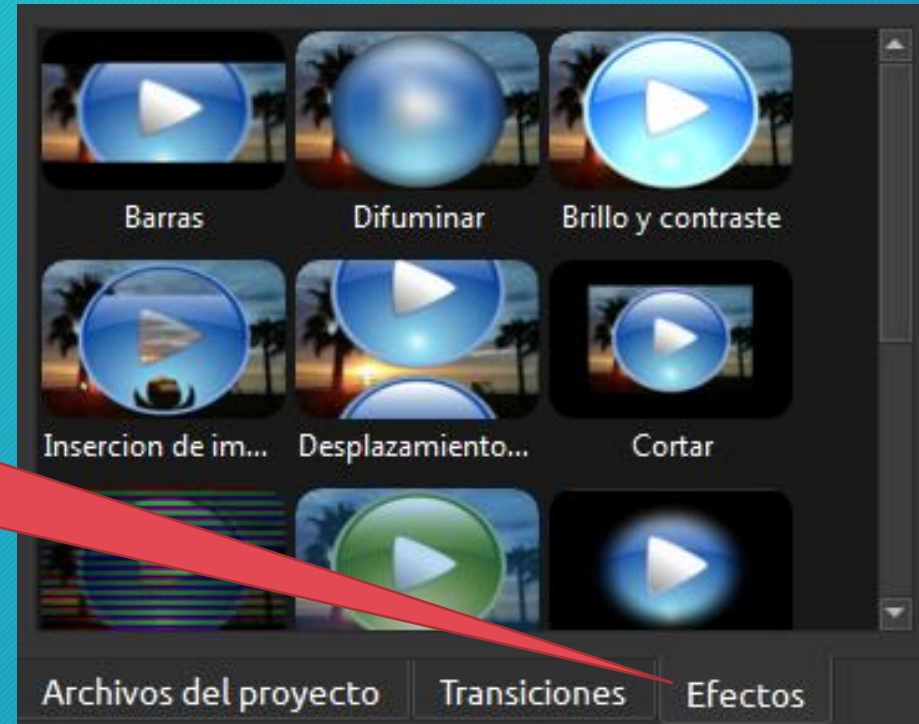 Barras
Difuminar
Brillo y contraste
Insercion de im...
Desplazamiento...
Cortar
Archivos del proyecto
Transiciones
Efectos